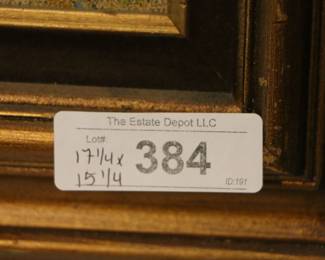 The Estate Depot LLC
Lot#:
17 1/4 x
15 1/4
384
ID:191